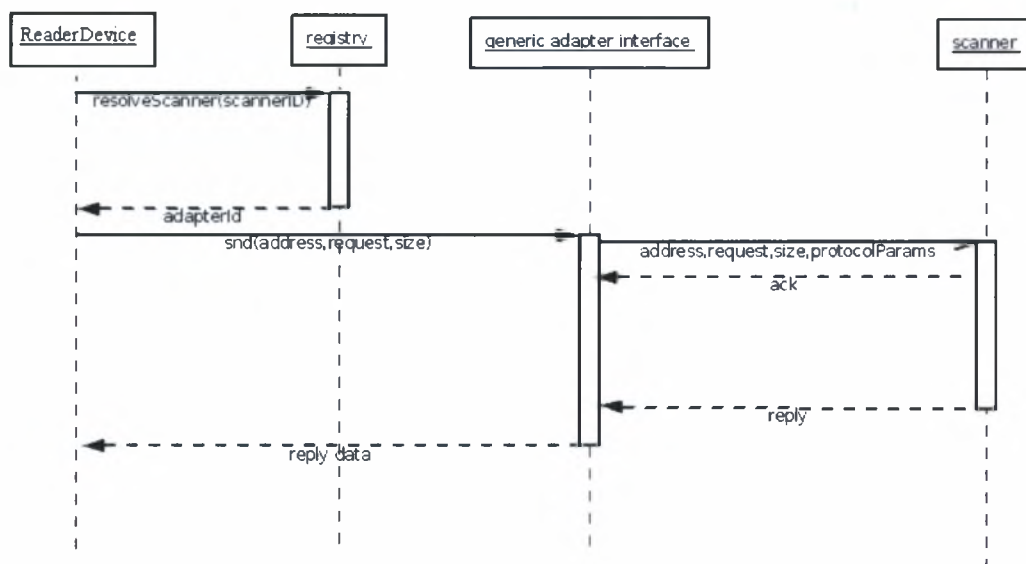 ReaderDevice
registry
generic adapter interface
scanner
resolveScanner(scannerID)
adapterId
snd(address,request,size)
address,request,size,protocolParams
ack
reply
reply data